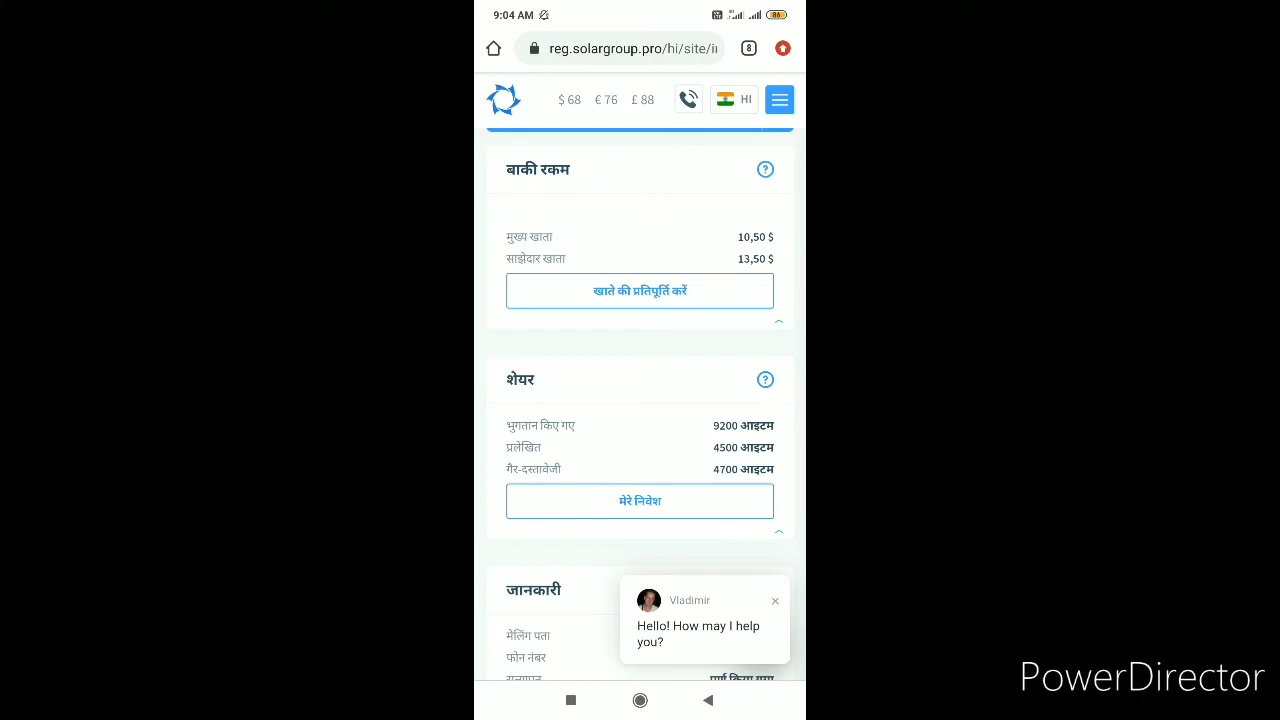 9:04 AM
86
reg.solargroup.pro/hi/site/i
8
$ 68 € 76 £ 88
HI
बाकी रकम
?
मुख्य खाता 10,50 $
साझेदार खाता 13,50 $
खाते की प्रतिपूर्ति करें
शेयर
?
भुगतान किए गए 9200 आइटम
प्रलेखित 4500 आइटम
गैर-दस्तावेजी 4700 आइटम
मेरे निवेश
जानकारी
Vladimir
Hello! How may I help
you?
मेलिंग पता
फोन नंबर
PowerDirector